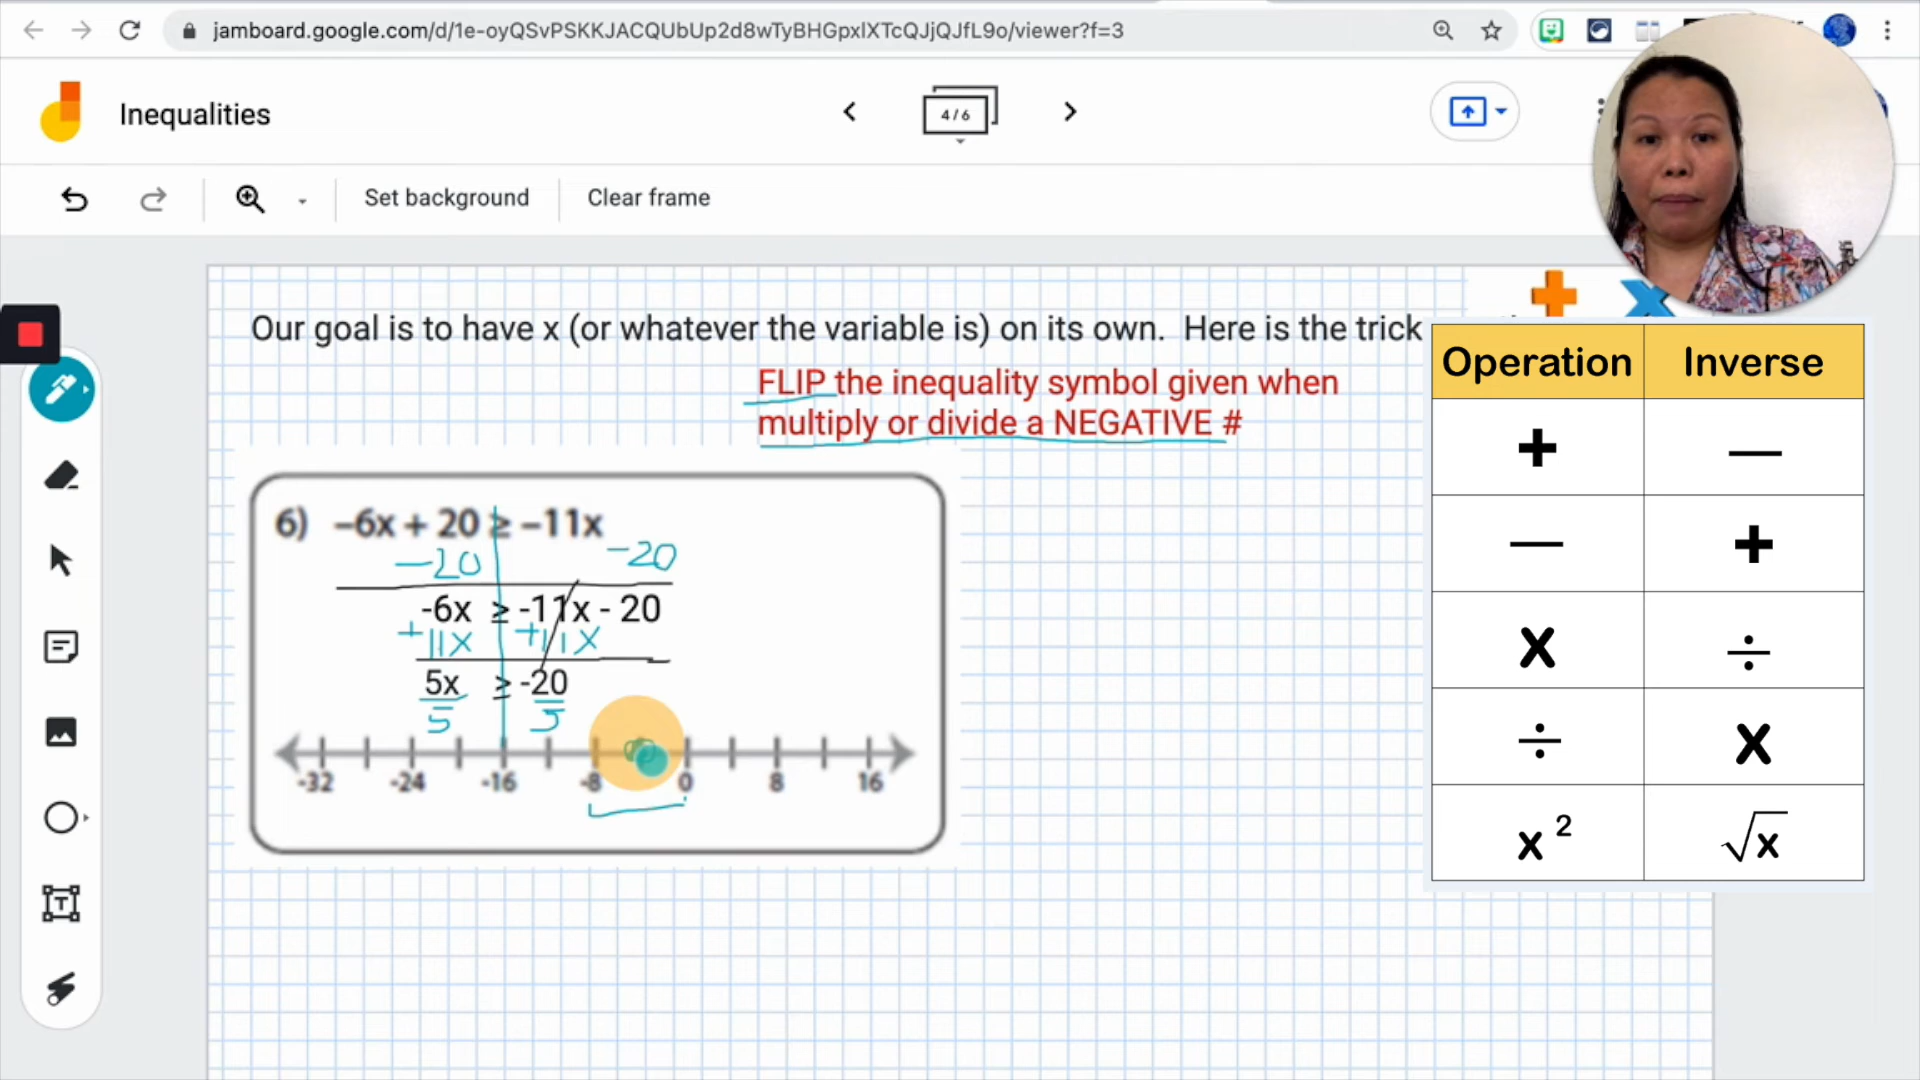 jamboard.google.com/d/1e-oyQSvPSKKJACQUbUp2d8wTyBHGpxlXTcQJjQJfL9o/viewer?f=3
Inequalities
4/6
Set background
Clear frame
Our goal is to have x (or whatever the variable is) on its own. Here is the trick
FLIP the inequality symbol given when
multiply or divide a NEGATIVE #
6) −6x + 20 ≥ −11x
−20 −20
-6x ≥ -11x - 20
+11x +11x
5x ≥ -20
5 5
-32 -24 -16 -8 0 8 16
Operation Inverse
+ —
— +
x ÷
÷ x
x² √x